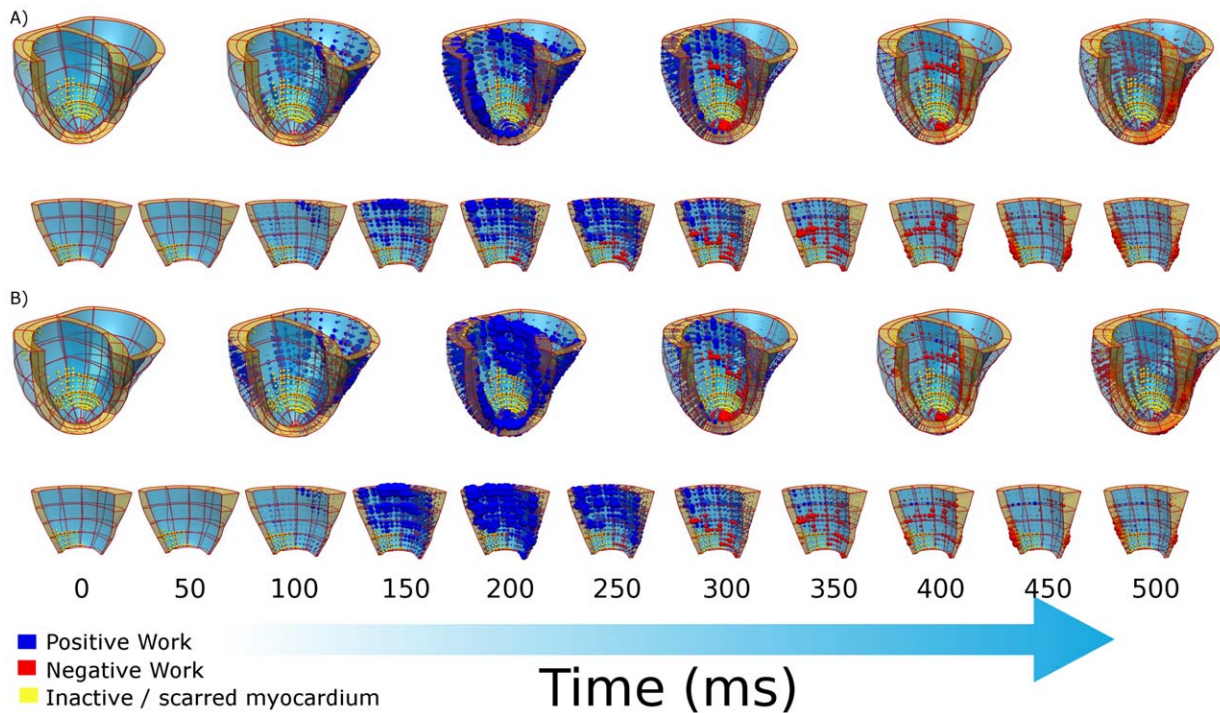 A)
B)
0 50 100 150 200 250 300 350 400 450 500
Positive Work
Negative Work
Inactive / scarred myocardium
Time (ms)